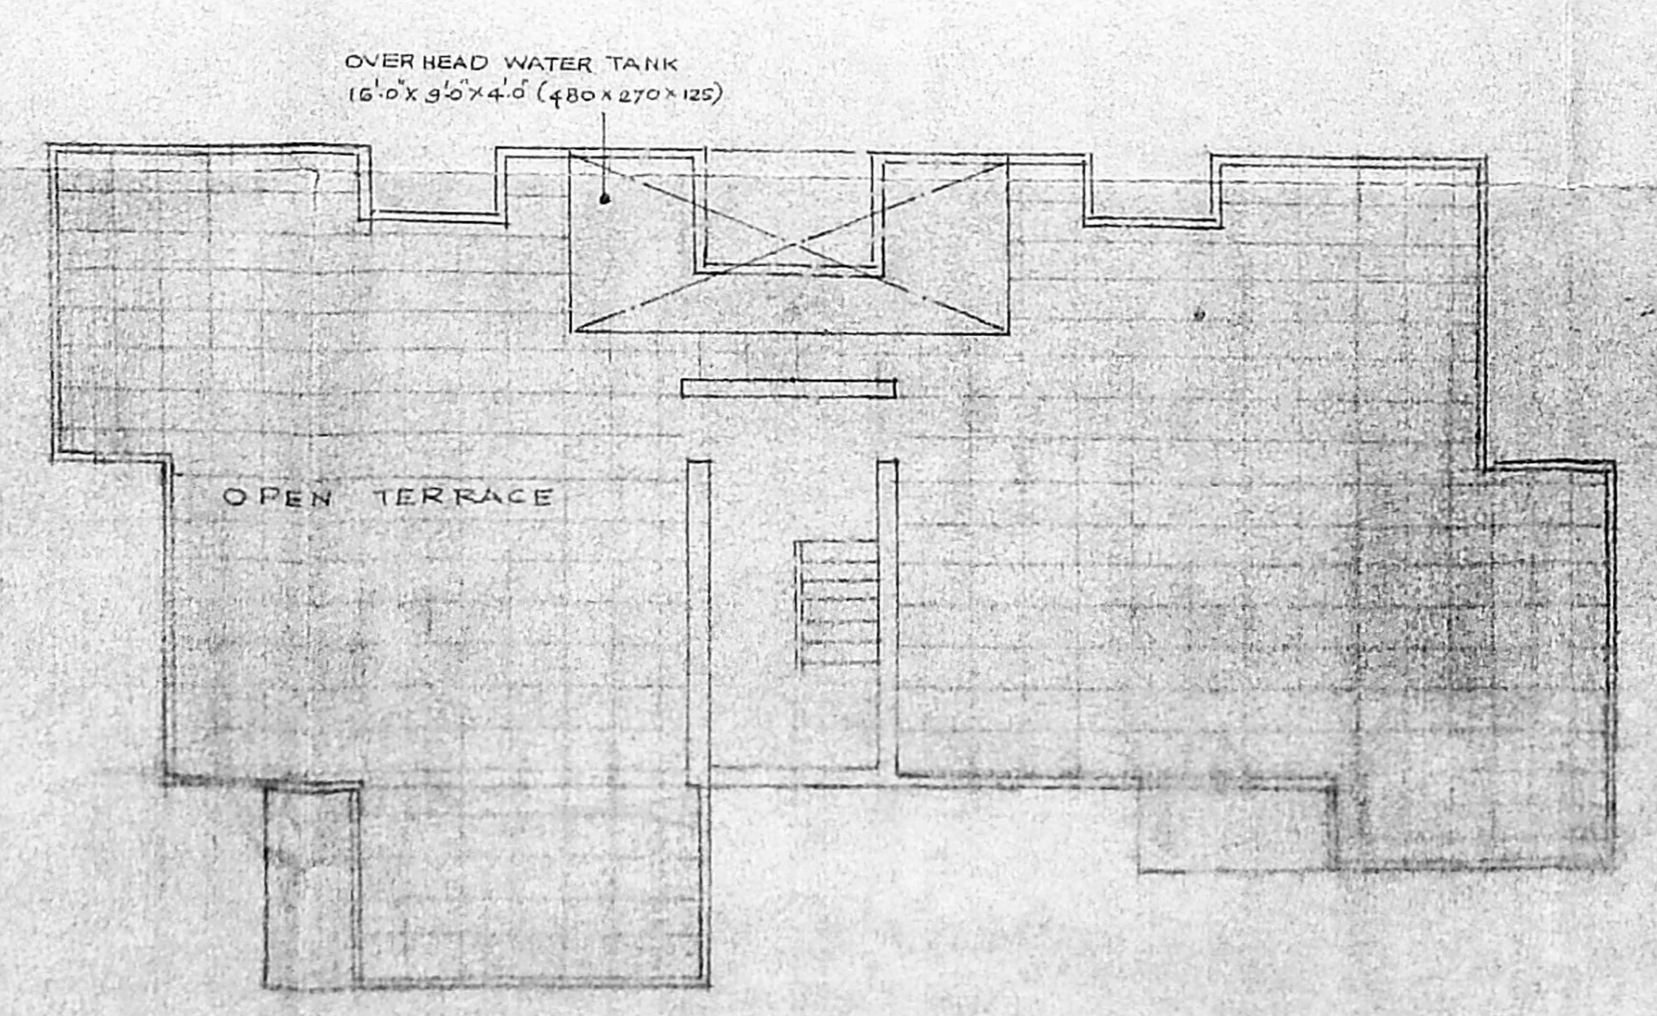 OVER HEAD WATER TANK
16'.0"X 9'.0"X 4'.0" (480 x 270 x 125)
OPEN TERRACE